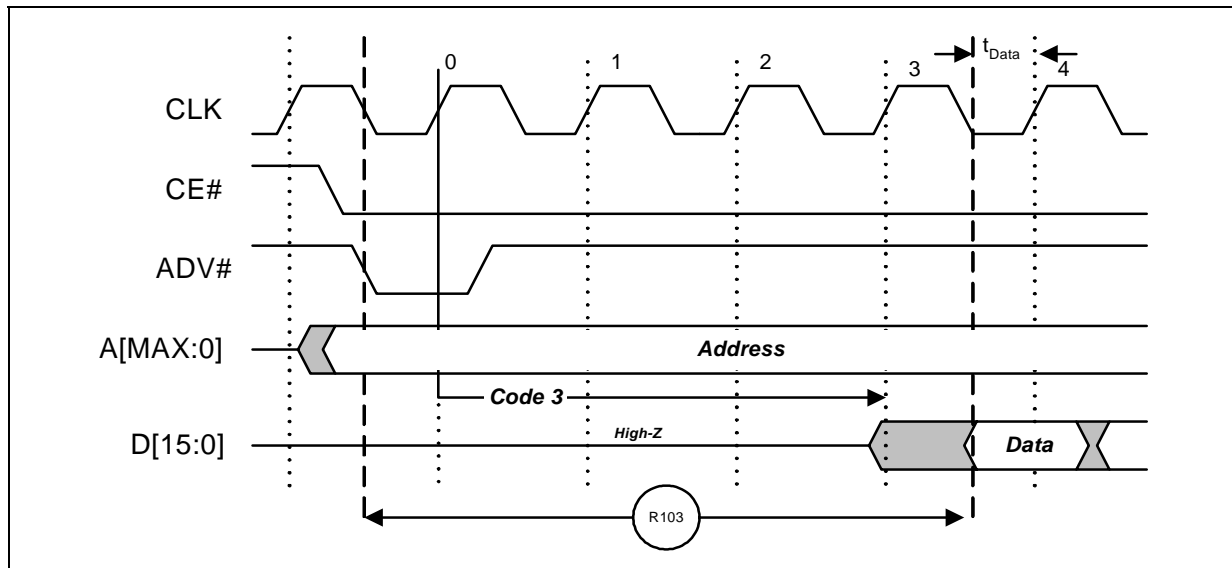 0 1 2 3 t_Data 4
CLK
CE#
ADV#
A[MAX:0] Address
Code 3
D[15:0] High-Z Data
R103